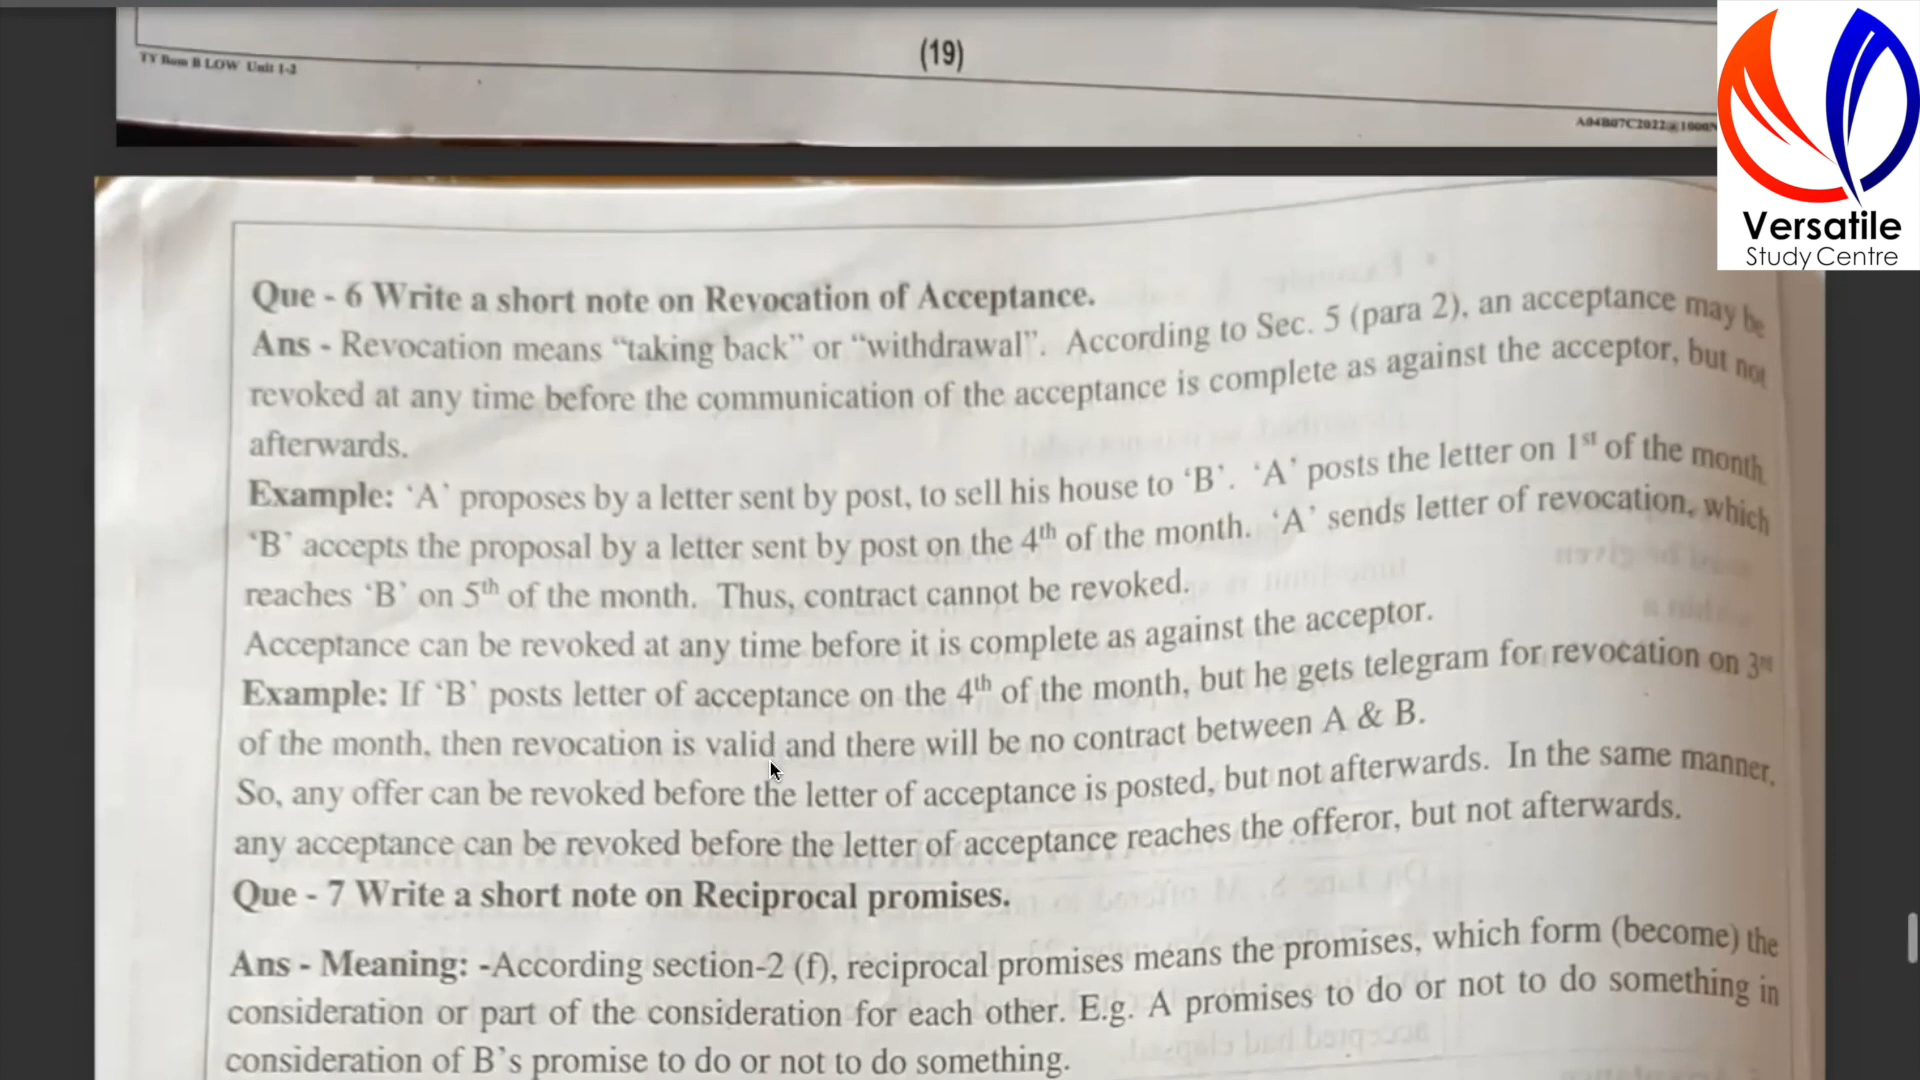 (19)
TY Bom B LOW Unit 1-2
A04B07C2022@1000N
Versatile
Study Centre
Que - 6 Write a short note on Revocation of Acceptance.
Ans - Revocation means “taking back” or “withdrawal”. According to Sec. 5 (para 2), an acceptance may be
revoked at any time before the communication of the acceptance is complete as against the acceptor, but not
afterwards.
Example: ‘A’ proposes by a letter sent by post, to sell his house to ‘B’. ‘A’ posts the letter on 1st of the month
‘B’ accepts the proposal by a letter sent by post on the 4th of the month. ‘A’ sends letter of revocation, which
reaches ‘B’ on 5th of the month. Thus, contract cannot be revoked.
Acceptance can be revoked at any time before it is complete as against the acceptor.
Example: If ‘B’ posts letter of acceptance on the 4th of the month, but he gets telegram for revocation on 3rd
of the month, then revocation is valid and there will be no contract between A & B.
So, any offer can be revoked before the letter of acceptance is posted, but not afterwards. In the same manner,
any acceptance can be revoked before the letter of acceptance reaches the offeror, but not afterwards.
Que - 7 Write a short note on Reciprocal promises.
Ans - Meaning: -According section-2 (f), reciprocal promises means the promises, which form (become) the
consideration or part of the consideration for each other. E.g. A promises to do or not to do something in
consideration of B’s promise to do or not to do something.